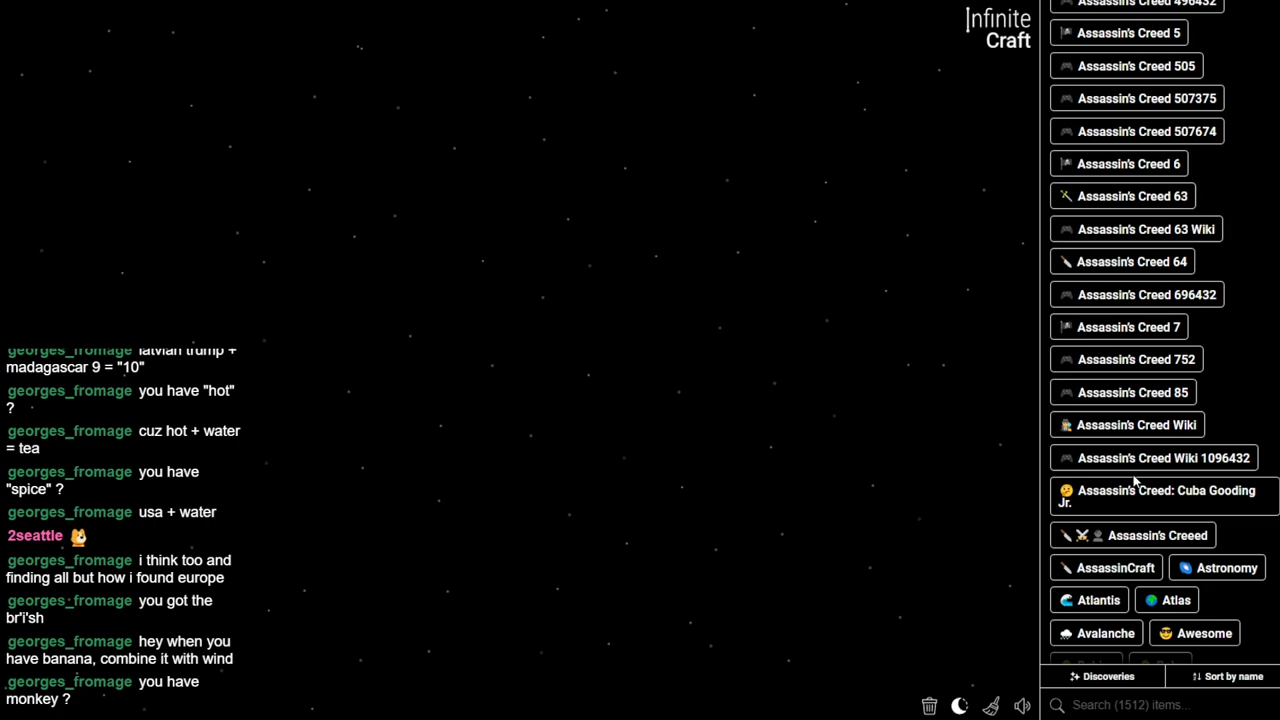 Infinite
Craft
latvian trump +
georges_fromage
madagascar 9 = "10"
georges_fromage you have "hot"
?
georges_fromage cuz hot + water
= tea
georges_fromage you have
"spice" ?
georges_fromage usa + water
2seattle
georges_fromage i think too and
finding all but how i found europe
georges_fromage you got the
br'i'sh
georges_fromage hey when you
have banana, combine it with wind
georges_fromage you have
monkey ?
Assassin's Creed 496432
Assassin's Creed 5
Assassin's Creed 505
Assassin's Creed 507375
Assassin's Creed 507674
Assassin's Creed 6
Assassin's Creed 63
Assassin's Creed 63 Wiki
Assassin's Creed 64
Assassin's Creed 696432
Assassin's Creed 7
Assassin's Creed 752
Assassin's Creed 85
Assassin's Creed Wiki
Assassin's Creed Wiki 1096432
Assassin's Creed: Cuba Gooding
Jr.
Assassin's Creeed
AssassinCraft Astronomy
Atlantis Atlas
Avalanche Awesome
Discoveries Sort by name
Search (1512) items...